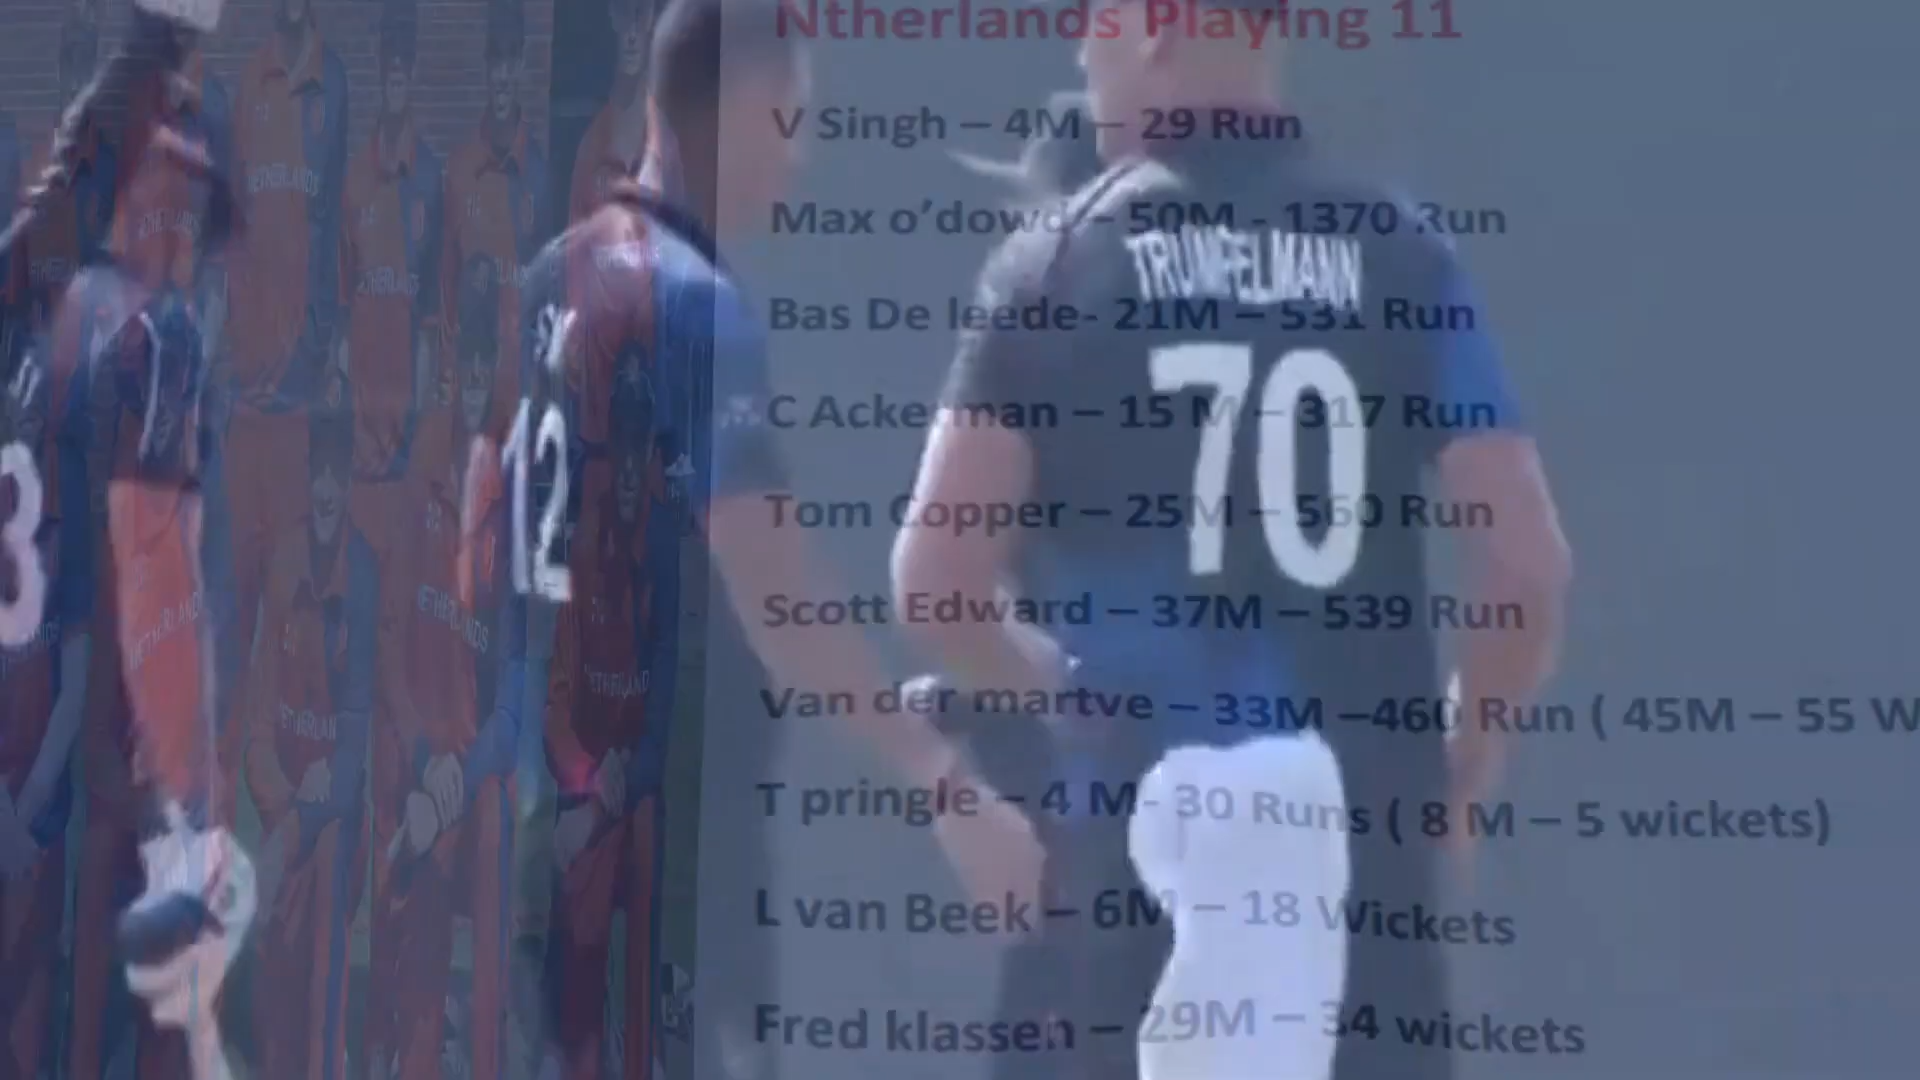 Ntherlands Playing 11
V Singh – 4M – 29 Run
Max o'dowd – 50M - 1370 Run
TRUMPELMANN
Bas De leede- 21M – 531 Run
70
C Ackerman – 15 M – 317 Run
12
Tom Copper – 25M – 560 Run
3
Scott Edward – 37M – 539 Run
Van der martve – 33M –460 Run ( 45M – 55 W
T pringle – 4 M- 30 Runs ( 8 M – 5 wickets)
L van Beek – 6M – 18 Wickets
Fred klassen – 29M – 34 wickets
NETHERLANDS